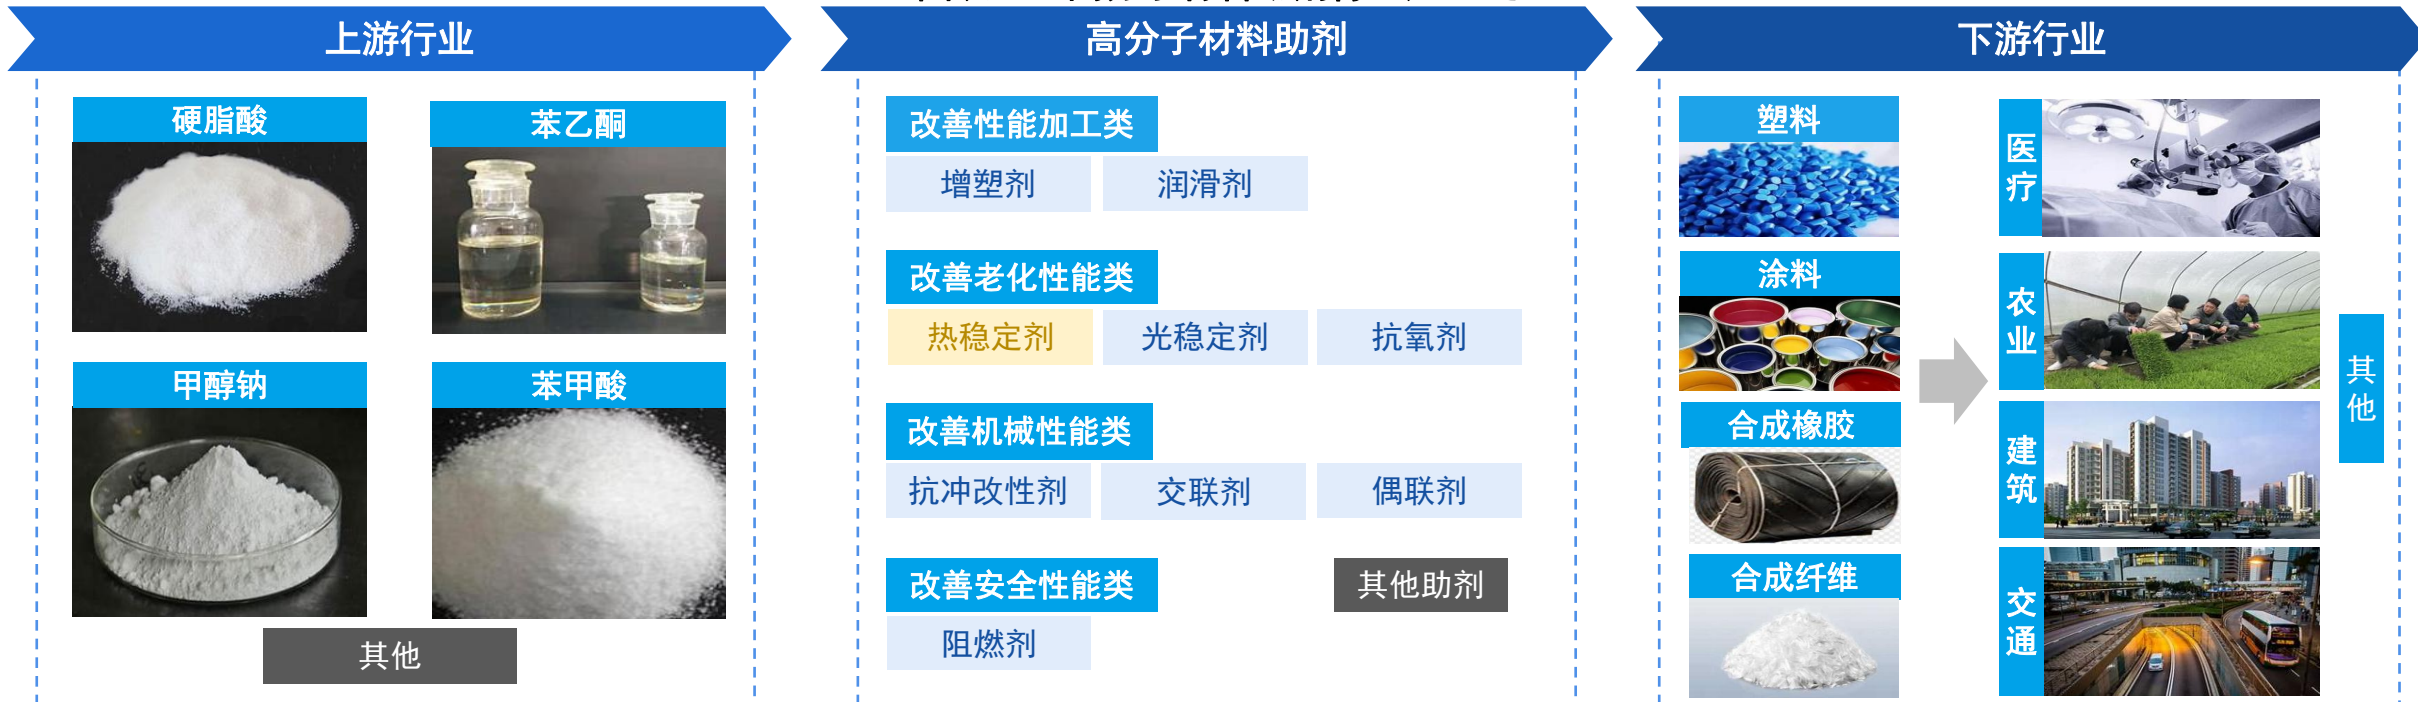 上游行业
硬脂酸
苯乙酮
甲醇钠
苯甲酸
其他
高分子材料助剂
改善性能加工类
增塑剂
润滑剂
改善老化性能类
热稳定剂
光稳定剂
抗氧剂
改善机械性能类
抗冲改性剂
交联剂
偶联剂
改善安全性能类
其他助剂
阻燃剂
下游行业
塑料
涂料
合成橡胶
合成纤维
医疗
农业
建筑
交通
其他